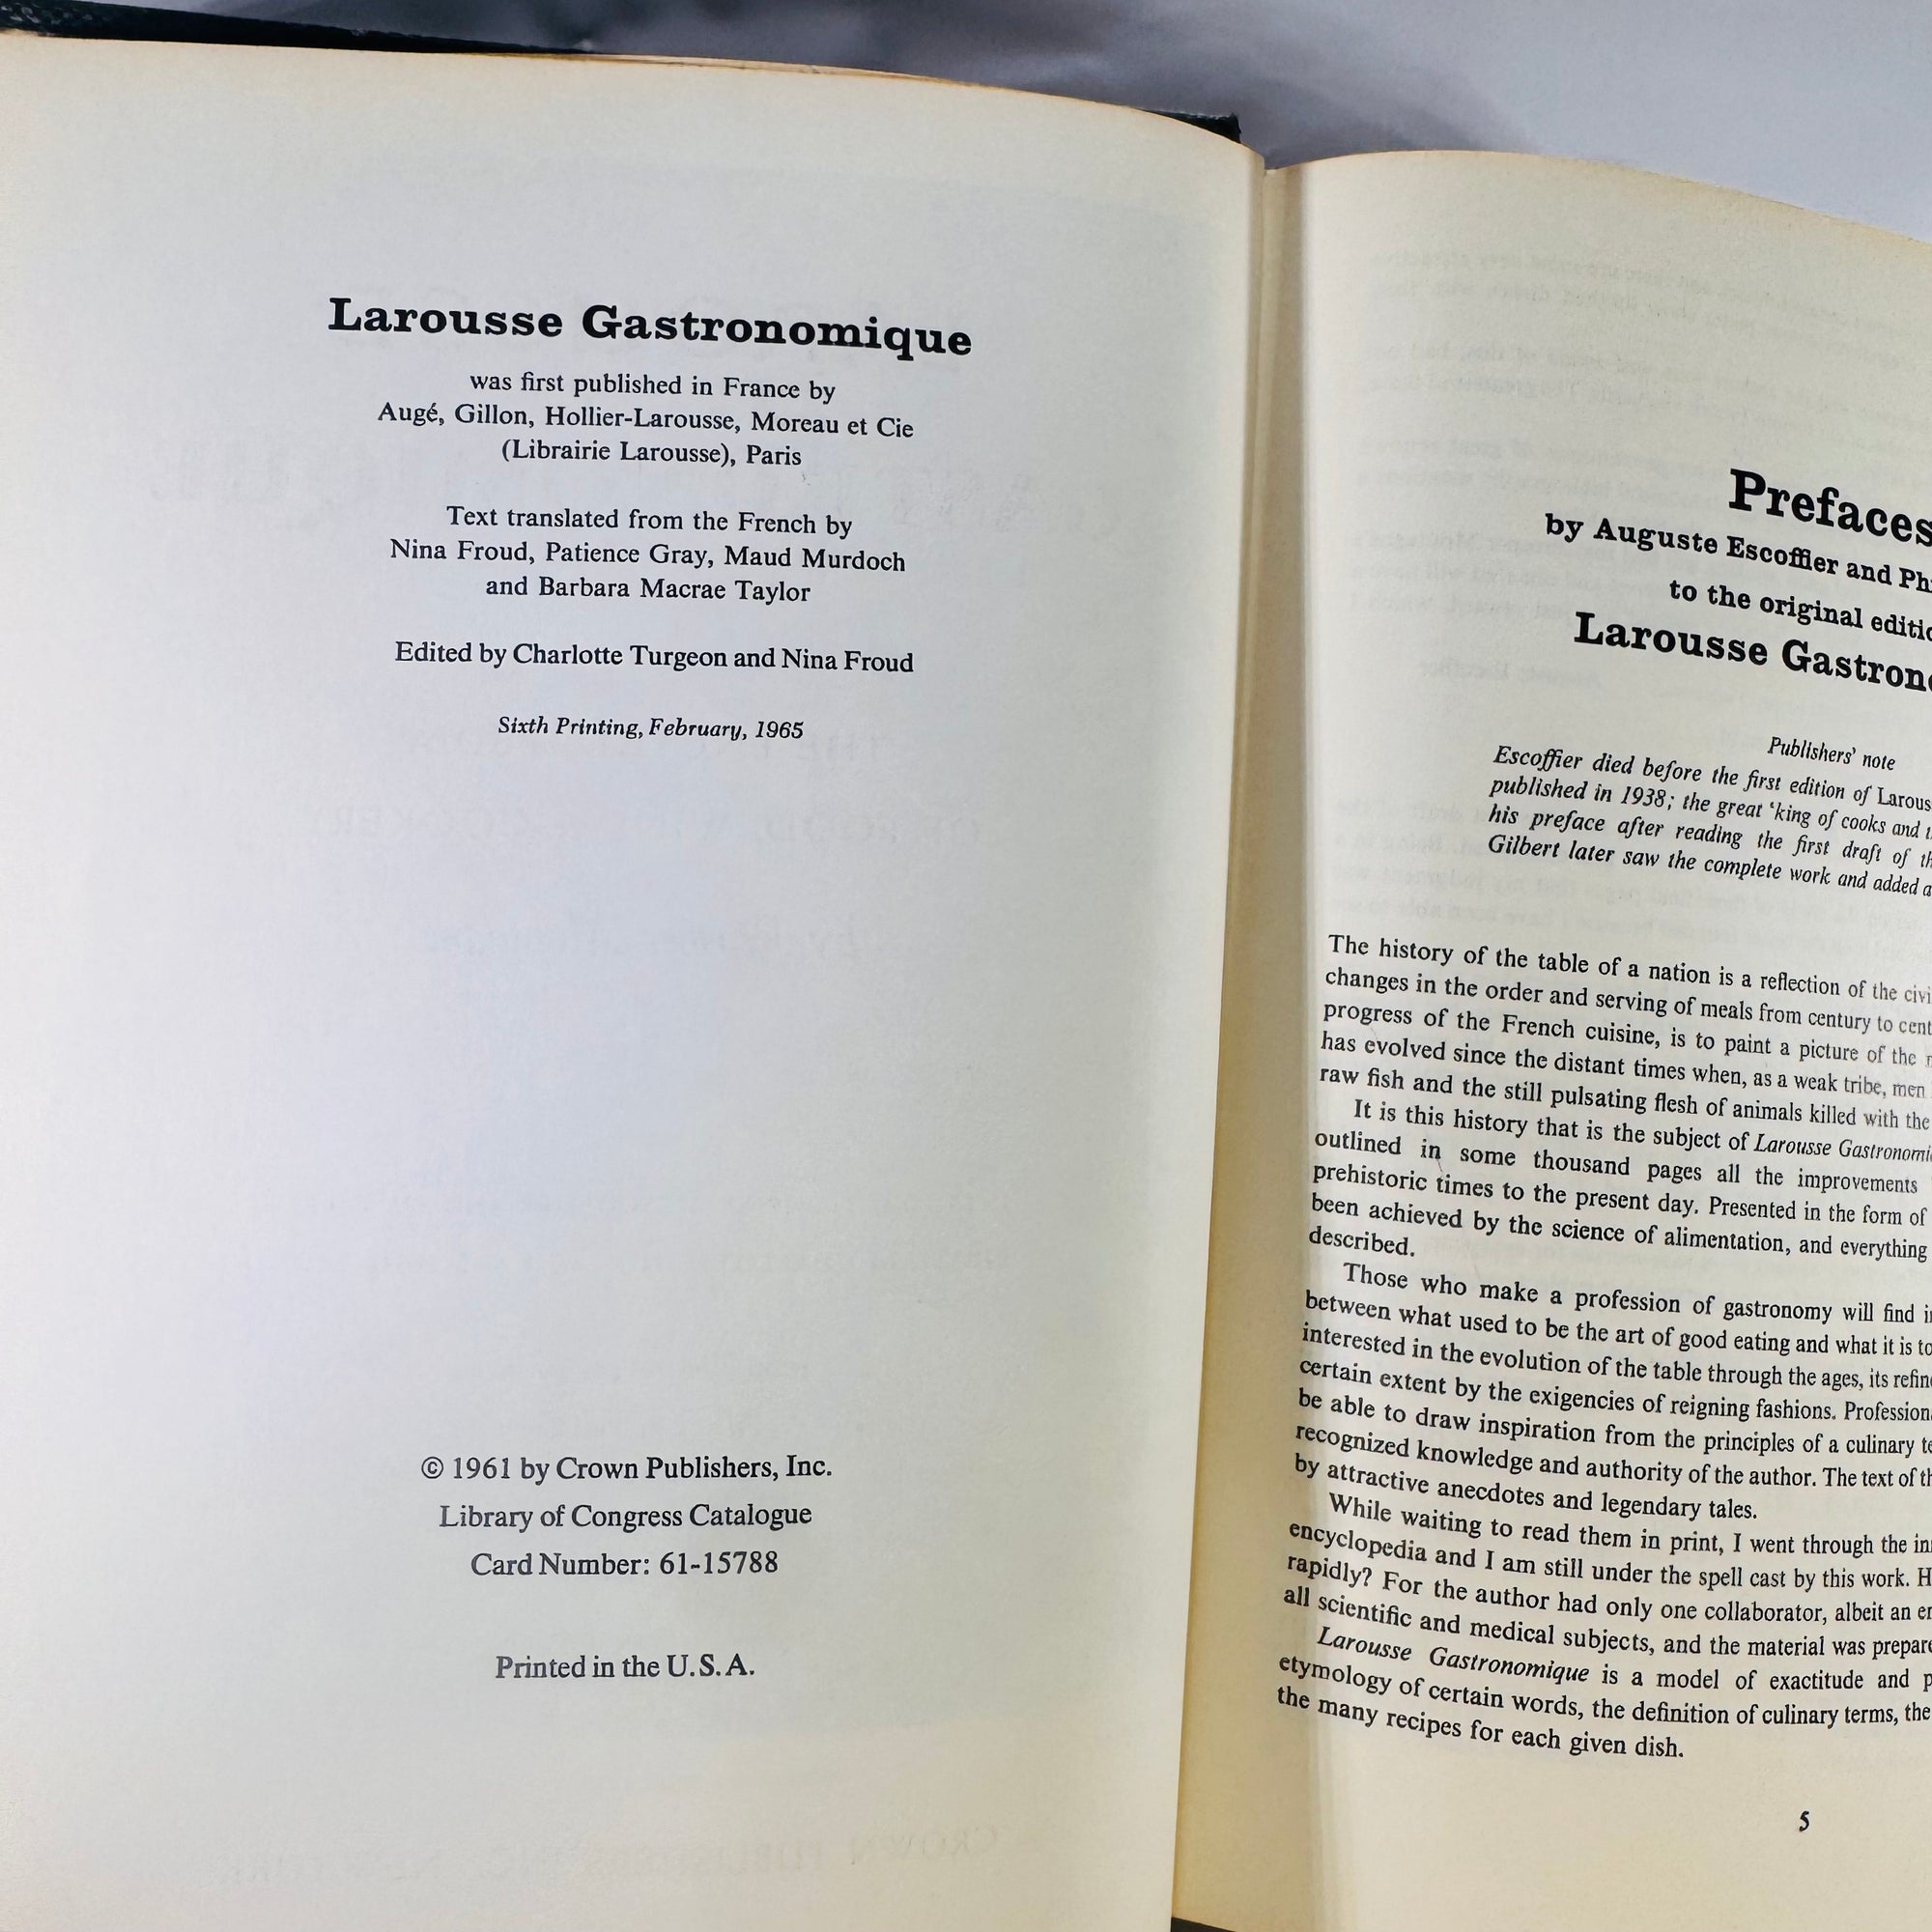 Larousse Gastronomique
was first published in France by
Augé, Gillon, Hollier-Larousse, Moreau et Cie
(Librairie Larousse), Paris
Text translated from the French by
Nina Froud, Patience Gray, Maud Murdoch
and Barbara Macrae Taylor
Edited by Charlotte Turgeon and Nina Froud
Sixth Printing, February, 1965
© 1961 by Crown Publishers, Inc.
Library of Congress Catalogue
Card Number: 61-15788
Printed in the U.S.A.
Prefaces
by Auguste Escoffier and
to the original
Larousse
Publishers' note
Escoffier died before the first edition of
published in 1938; the great 'king of cooks and
his preface after reading the first draft of
Gilbert later saw the complete work and added
The history of the table of a nation is a reflection of the
changes in the order and serving of meals from century to
progress of the French cuisine, is to paint a picture of the
has evolved since the distant times when, as a weak tribe, men
raw fish and the still pulsating flesh of animals killed with the
It is this history that is the subject of Larousse
outlined in some thousand pages all the improvements
prehistoric times to the present day. Presented in the form of
been achieved by the science of alimentation, and everything
described.
Those who make a profession of gastronomy will find
between what used to be the art of good eating and what it is
interested in the evolution of the table through the ages, its
certain extent by the exigencies of reigning fashions.
be able to draw inspiration from the principles of a culinary
recognized knowledge and authority of the author. The text of
by attractive anecdotes and legendary tales.
While waiting to read them in print, I went through the
encyclopedia and I am still under the spell cast by this work.
rapidly? For the author had only one collaborator, albeit an
all scientific and medical subjects, and the material was
Larousse Gastronomique is a model of exactitude and
etymology of certain words, the definition of culinary terms, the
the many recipes for each given dish.
5